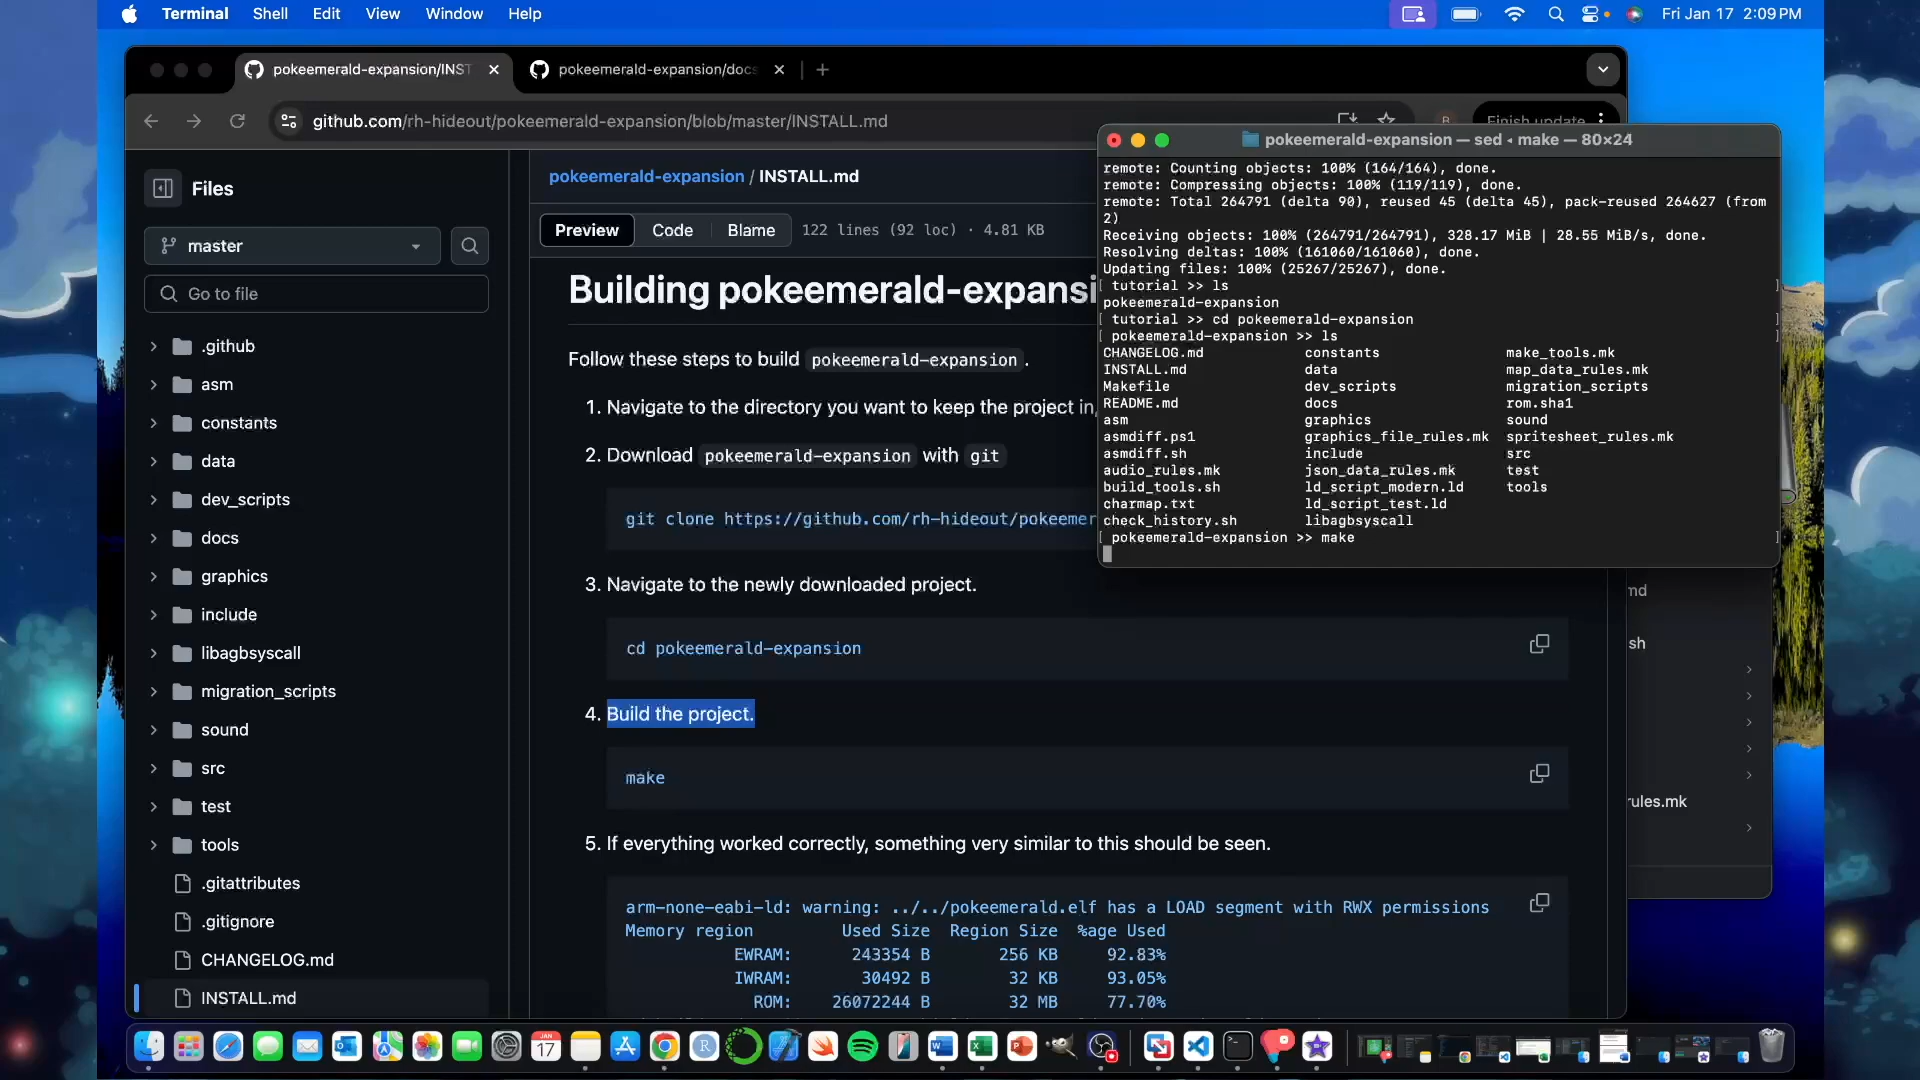 Terminal Shell Edit View Window Help
Fri Jan 17 2:09 PM
pokeemerald-expansion/INST
pokeemerald-expansion/docs
github.com/rh-hideout/pokeemerald-expansion/blob/master/INSTALL.md
Finish update
Files
master
Go to file
.github
asm
constants
data
dev_scripts
docs
graphics
include
libagbsyscall
migration_scripts
sound
src
test
tools
.gitattributes
.gitignore
CHANGELOG.md
INSTALL.md
pokeemerald-expansion / INSTALL.md
Preview Code Blame 122 lines (92 loc) · 4.81 KB
Building pokeemerald-expansi
Follow these steps to build pokeemerald-expansion.
1. Navigate to the directory you want to keep the project in,
2. Download pokeemerald-expansion with git
git clone https://github.com/rh-hideout/pokeemer
3. Navigate to the newly downloaded project.
cd pokeemerald-expansion
4. Build the project.
make
5. If everything worked correctly, something very similar to this should be seen.
arm-none-eabi-ld: warning: ../../pokeemerald.elf has a LOAD segment with RWX permissions
Memory region Used Size Region Size %age Used
EWRAM: 243354 B 256 KB 92.83%
IWRAM: 30492 B 32 KB 93.05%
ROM: 26072244 B 32 MB 77.70%
pokeemerald-expansion — sed ◂ make — 80×24
remote: Counting objects: 100% (164/164), done.
remote: Compressing objects: 100% (119/119), done.
remote: Total 264791 (delta 90), reused 45 (delta 45), pack-reused 264627 (from
2)
Receiving objects: 100% (264791/264791), 328.17 MiB | 28.55 MiB/s, done.
Resolving deltas: 100% (161060/161060), done.
Updating files: 100% (25267/25267), done.
[ tutorial >> ls ]
pokeemerald-expansion
[ tutorial >> cd pokeemerald-expansion ]
[ pokeemerald-expansion >> ls ]
CHANGELOG.md constants make_tools.mk
INSTALL.md data map_data_rules.mk
Makefile dev_scripts migration_scripts
README.md docs rom.sha1
asm graphics sound
asmdiff.ps1 graphics_file_rules.mk spritesheet_rules.mk
asmdiff.sh include src
audio_rules.mk json_data_rules.mk test
build_tools.sh ld_script_modern.ld tools
charmap.txt ld_script_test.ld
check_history.sh libagbsyscall
[ pokeemerald-expansion >> make ]
md
sh
rules.mk
JAN
17